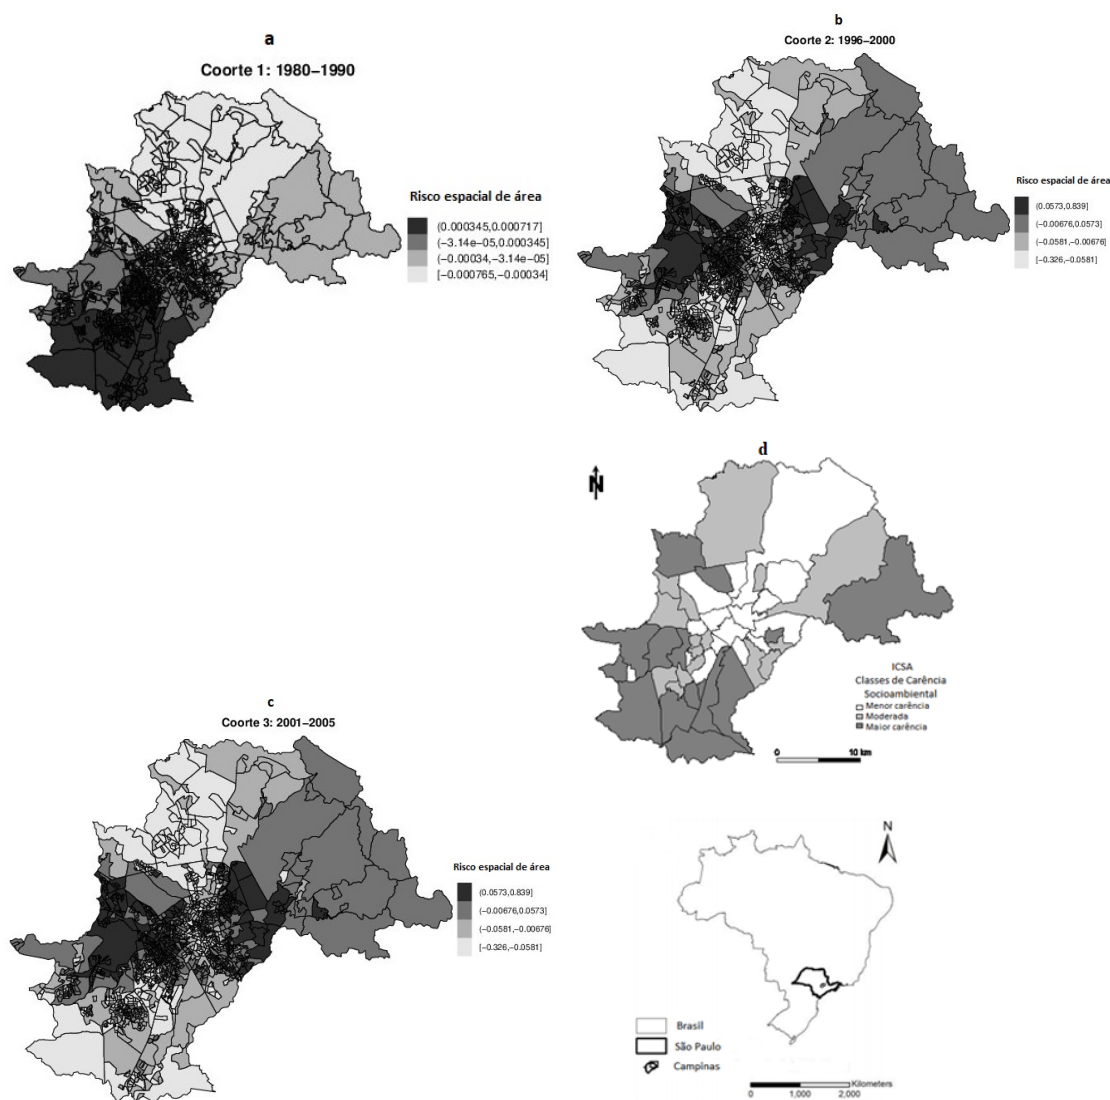 a
Coorte 1: 1980–1990
Risco espacial de área
(0.000345,0.000717]
(−3.14e−05,0.000345]
(−0.00034,−3.14e−05]
[−0.000765,−0.00034]
b
Coorte 2: 1996–2000
Risco espacial de área
(0.0573,0.839]
(−0.00676,0.0573]
(−0.0581,−0.00676]
[−0.326,−0.0581]
d
N
ICSA
Classes de Carência
Socioambiental
Menor carência
Moderada
Maior carência
0 10 km
c
Coorte 3: 2001–2005
Risco espacial de área
(0.0573,0.839]
(−0.00676,0.0573]
(−0.0581,−0.00676]
[−0.326,−0.0581]
N
Brasil
São Paulo
Campinas
Kilometers
0 1,000 2,000